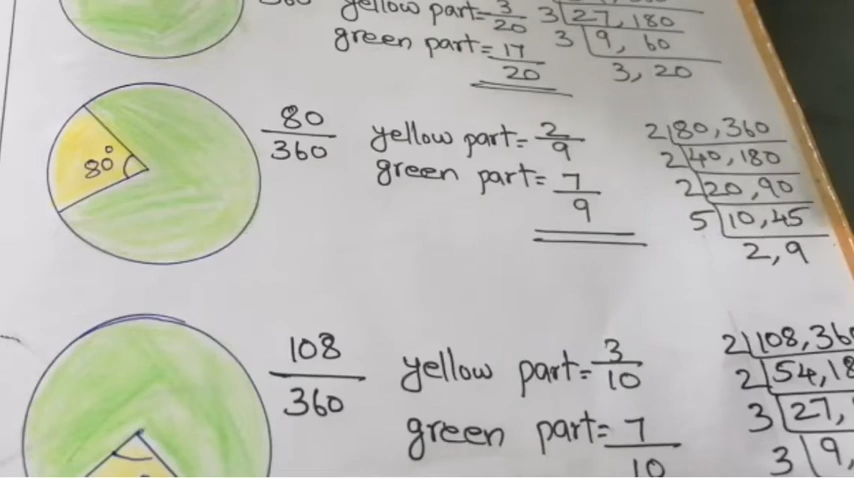 yellow part= 3/20
3 27, 180
green part= 17/20
3 9, 60
3, 20
80°
80/360
yellow part= 2/9
green part= 7/9
2 80, 360
2 40, 180
2 20, 90
5 10, 45
2, 9
108/360
yellow part= 3/10
green part= 7/10
2 108, 36
2 54, 18
3 27,
3 9,